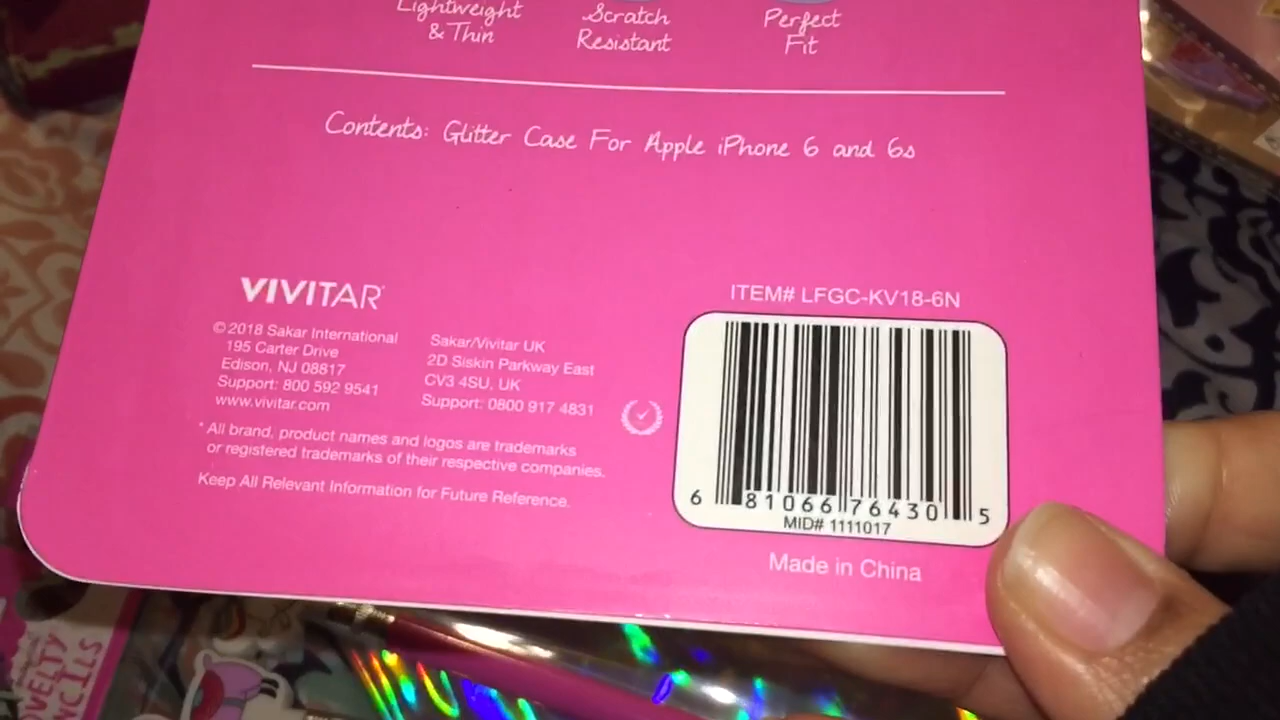 Lightweight
& Thin
Scratch
Resistant
Perfect
Fit
Contents: Glitter Case For Apple iPhone 6 and 6s
VIVITAR
© 2018 Sakar International
195 Carter Drive
Edison, NJ 08817
Support: 800 592 9541
www.vivitar.com
Sakar/Vivitar UK
2D Siskin Parkway East
CV3 4SU, UK
Support: 0800 917 4831
* All brand, product names and logos are trademarks
or registered trademarks of their respective companies.
Keep All Relevant Information for Future Reference.
ITEM# LFGC-KV18-6N
6 81066 76430 5
MID# 1111017
Made in China